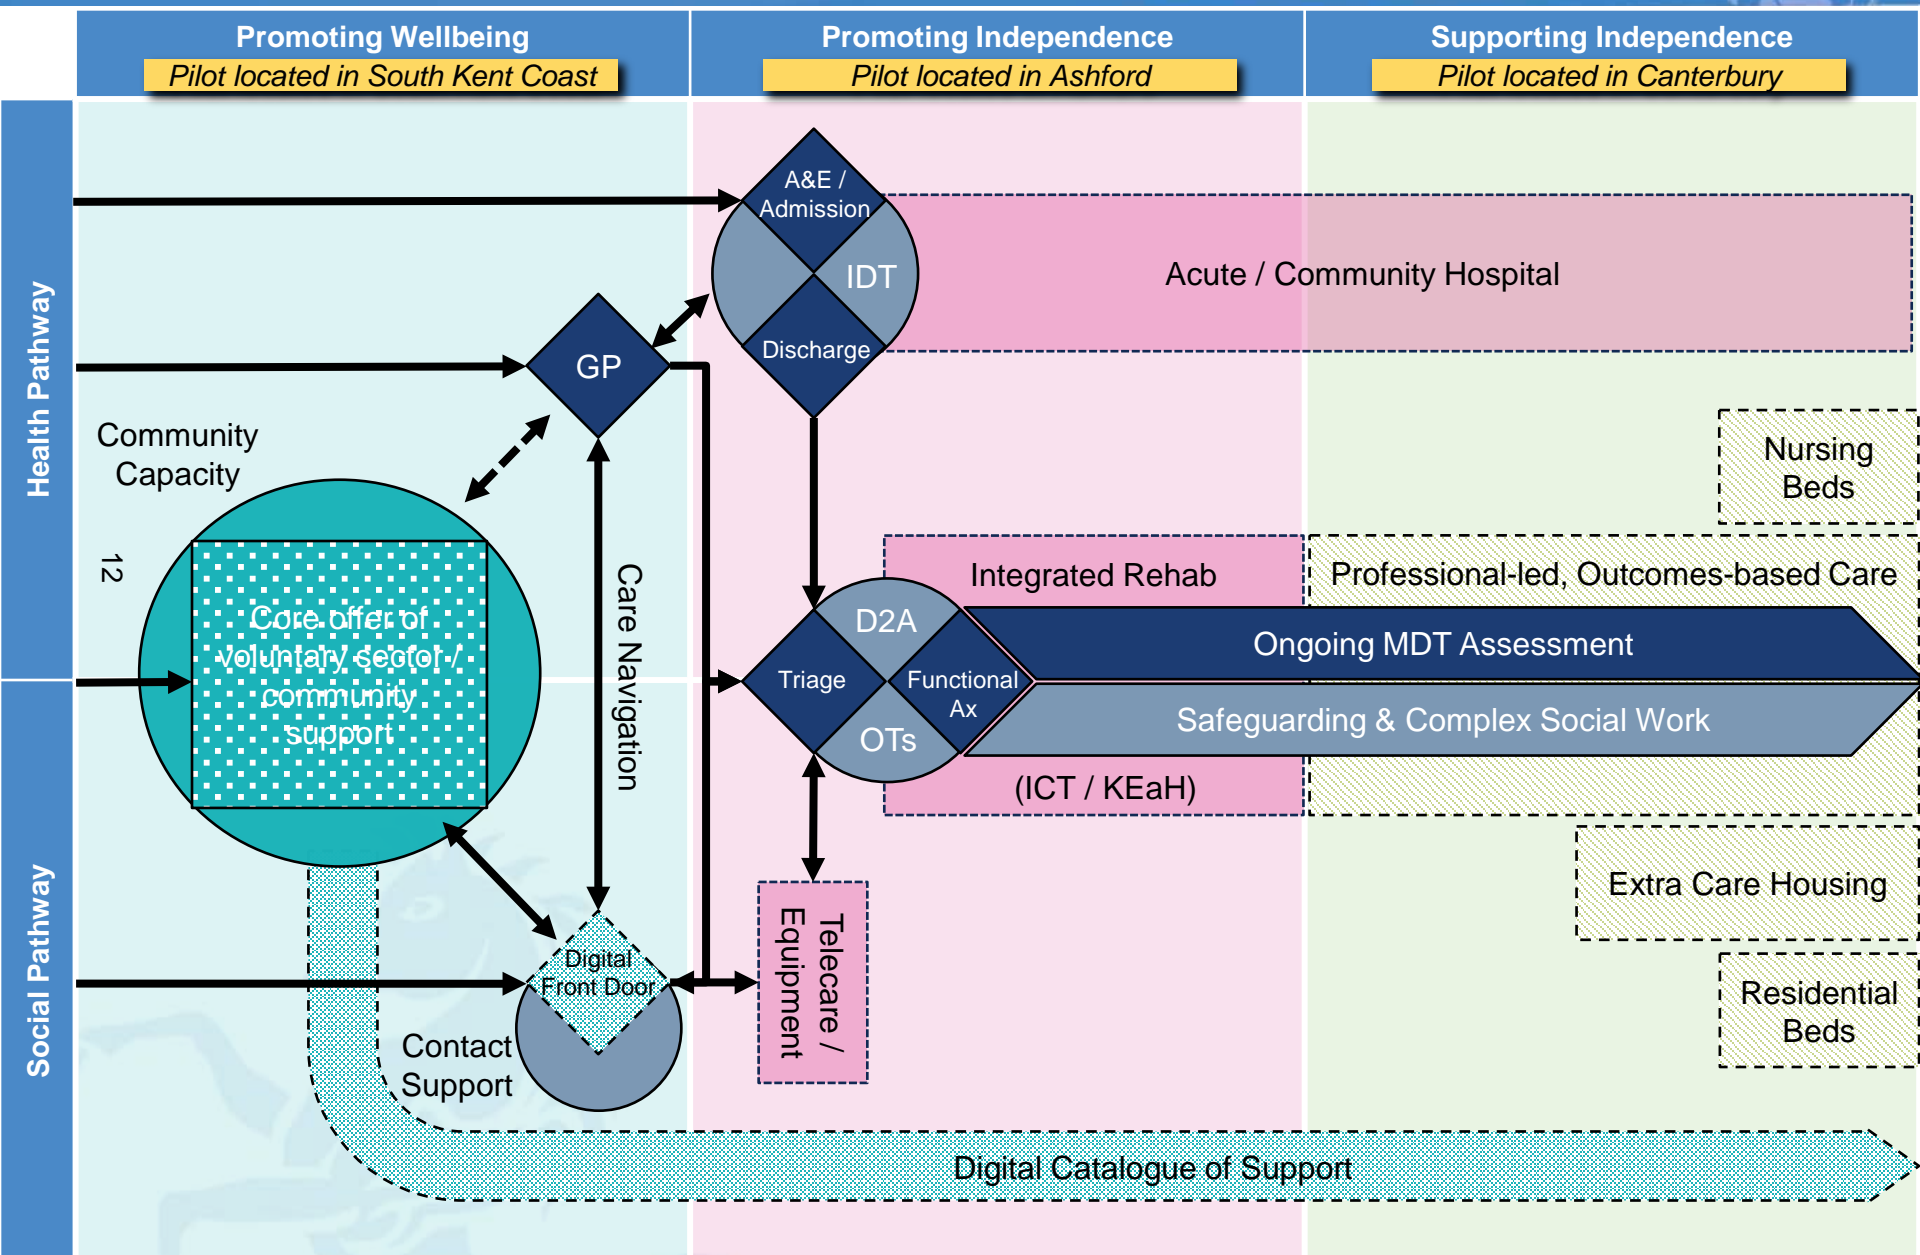 Promoting Wellbeing
Pilot located in South Kent Coast
Promoting Independence
Pilot located in Ashford
Supporting Independence
Pilot located in Canterbury
Health Pathway
Social Pathway
A&E /
Admission
IDT
Discharge
Acute / Community Hospital
GP
Community
Capacity
12
Core offer of
voluntary sector /
community
support
Care Navigation
Nursing
Beds
Integrated Rehab
Professional-led, Outcomes-based Care
D2A
Triage
Functional
Ax
OTs
Ongoing MDT Assessment
Safeguarding & Complex Social Work
(ICT / KEaH)
Extra Care Housing
Telecare /
Equipment
Digital
Front Door
Contact
Support
Residential
Beds
Digital Catalogue of Support